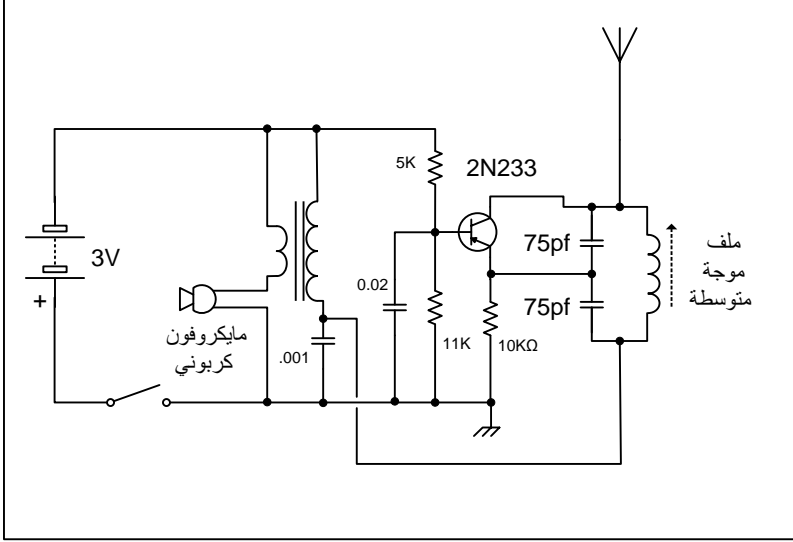 5K
2N233
3V
+
75pf
ملف
موجة
متوسطة
0.02
75pf
مايكروفون
كربوني
.001
11K
10KΩ